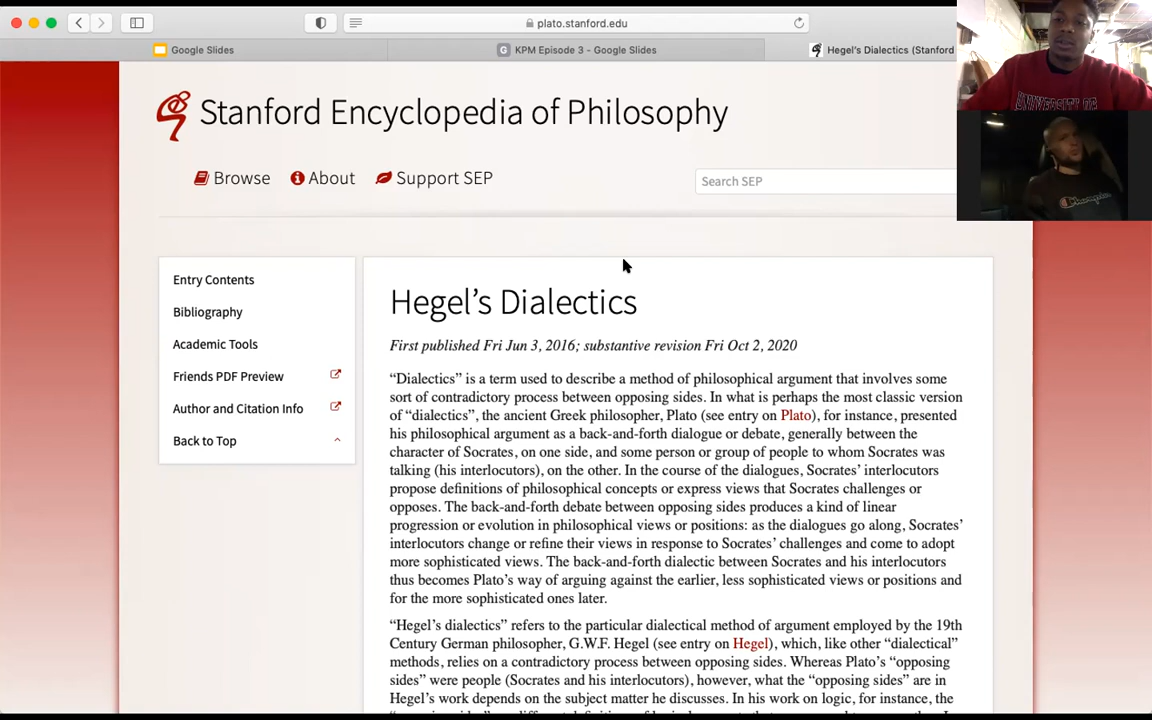 plato.stanford.edu
Google Slides
KPM Episode 3 - Google Slides
Hegel's Dialectics (Stanford
UNIVERSITY OF
Champion
Stanford Encyclopedia of Philosophy
Browse
About
Support SEP
Search SEP
Entry Contents
Bibliography
Academic Tools
Friends PDF Preview
Author and Citation Info
Back to Top
Hegel’s Dialectics
First published Fri Jun 3, 2016; substantive revision Fri Oct 2, 2020
“Dialectics” is a term used to describe a method of philosophical argument that involves some
sort of contradictory process between opposing sides. In what is perhaps the most classic version
of “dialectics”, the ancient Greek philosopher, Plato (see entry on Plato), for instance, presented
his philosophical argument as a back-and-forth dialogue or debate, generally between the
character of Socrates, on one side, and some person or group of people to whom Socrates was
talking (his interlocutors), on the other. In the course of the dialogues, Socrates’ interlocutors
propose definitions of philosophical concepts or express views that Socrates challenges or
opposes. The back-and-forth debate between opposing sides produces a kind of linear
progression or evolution in philosophical views or positions: as the dialogues go along, Socrates’
interlocutors change or refine their views in response to Socrates’ challenges and come to adopt
more sophisticated views. The back-and-forth dialectic between Socrates and his interlocutors
thus becomes Plato’s way of arguing against the earlier, less sophisticated views or positions and
for the more sophisticated ones later.
“Hegel’s dialectics” refers to the particular dialectical method of argument employed by the 19th
Century German philosopher, G.W.F. Hegel (see entry on Hegel), which, like other “dialectical”
methods, relies on a contradictory process between opposing sides. Whereas Plato’s “opposing
sides” were people (Socrates and his interlocutors), however, what the “opposing sides” are in
Hegel’s work depends on the subject matter he discusses. In his work on logic, for instance, the